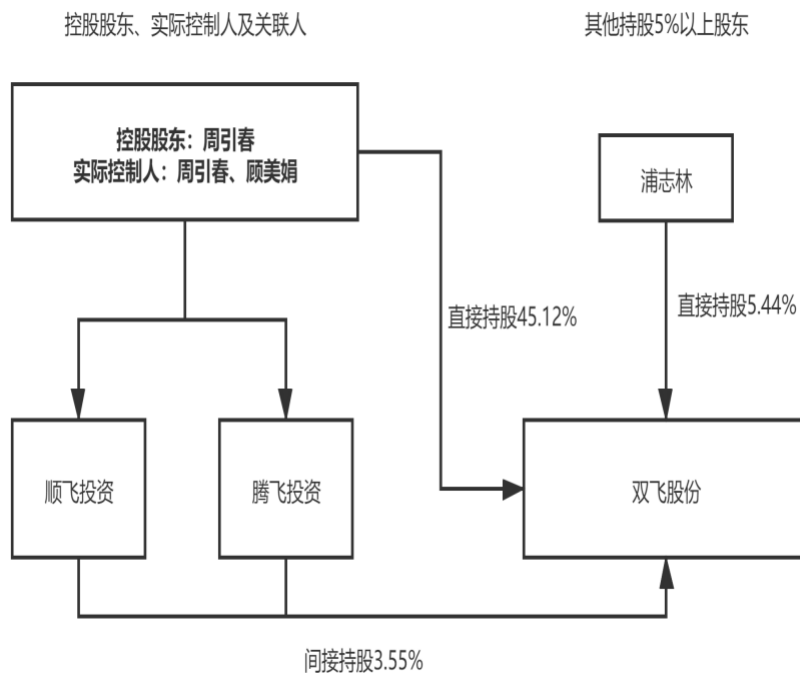 控股股东、实际控制人及关联人
其他持股5%以上股东
控股股东：周引春
实际控制人：周引春、顾美娟
浦志林
直接持股45.12%
直接持股5.44%
顺飞投资
腾飞投资
双飞股份
间接持股3.55%